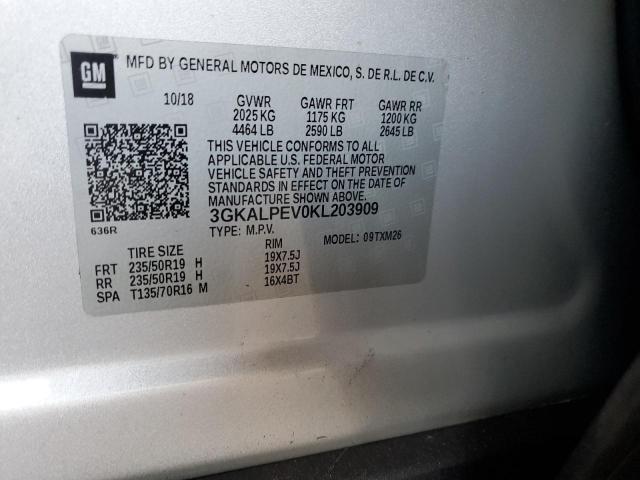 GM
MFD BY GENERAL MOTORS DE MEXICO, S. DE R.L. DE C.V.
10/18 GVWR GAWR FRT GAWR RR
2025 KG 1175 KG 1200 KG
4464 LB 2590 LB 2645 LB
THIS VEHICLE CONFORMS TO ALL
APPLICABLE U.S. FEDERAL MOTOR
VEHICLE SAFETY AND THEFT PREVENTION
STANDARDS IN EFFECT ON THE DATE
OF MANUFACTURE SHOWN ABOVE.
3GKALPEV0KL203909
636R
TYPE: M.P.V. MODEL: 09TXM26
TIRE SIZE RIM
FRT 235/50R19 H 19X7.5J
RR 235/50R19 H 19X7.5J
SPA T135/70R16 M 16X4BT